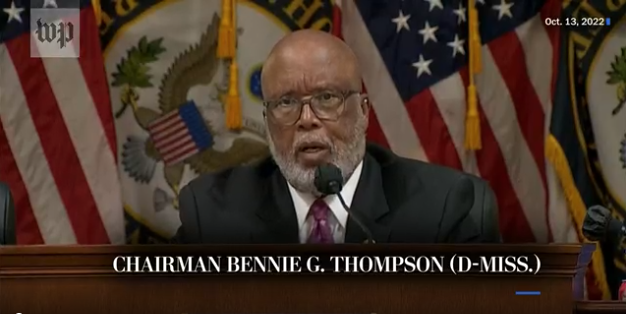 wp
Oct. 13, 2022
CHAIRMAN BENNIE G. THOMPSON (D-MISS.)